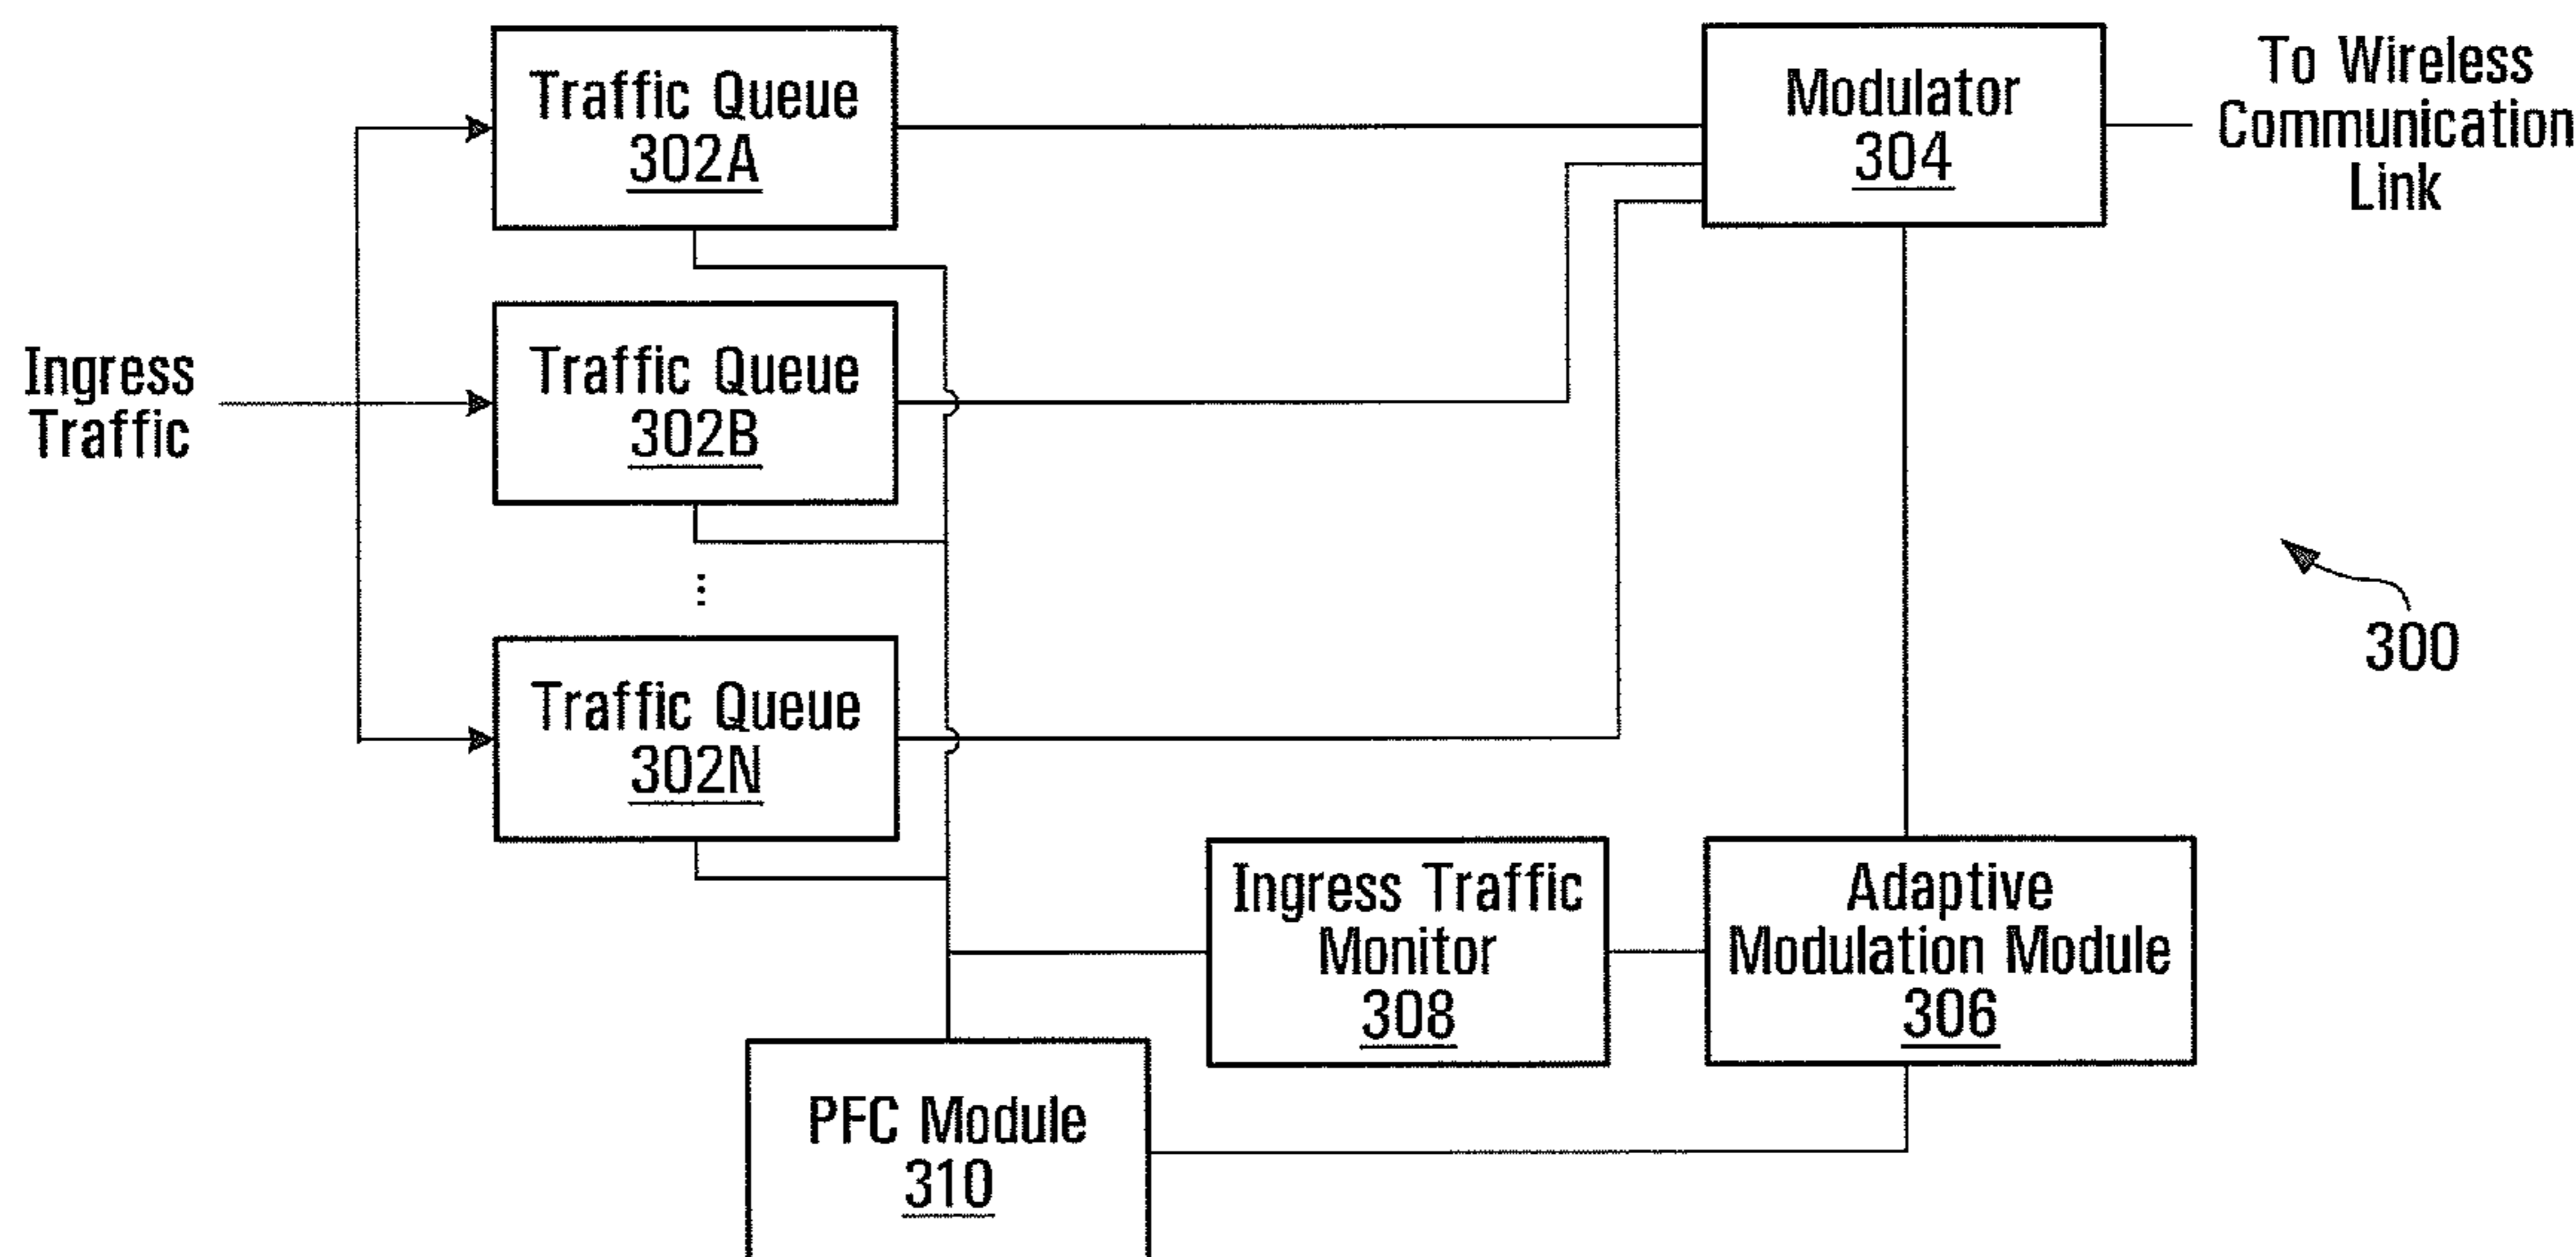 Traffic Queue
302A
Modulator
304
To Wireless
Communication
Link
Ingress
Traffic
Traffic Queue
302B
⋮
Traffic Queue
302N
300
Ingress Traffic
Monitor
308
Adaptive
Modulation Module
306
PFC Module
310